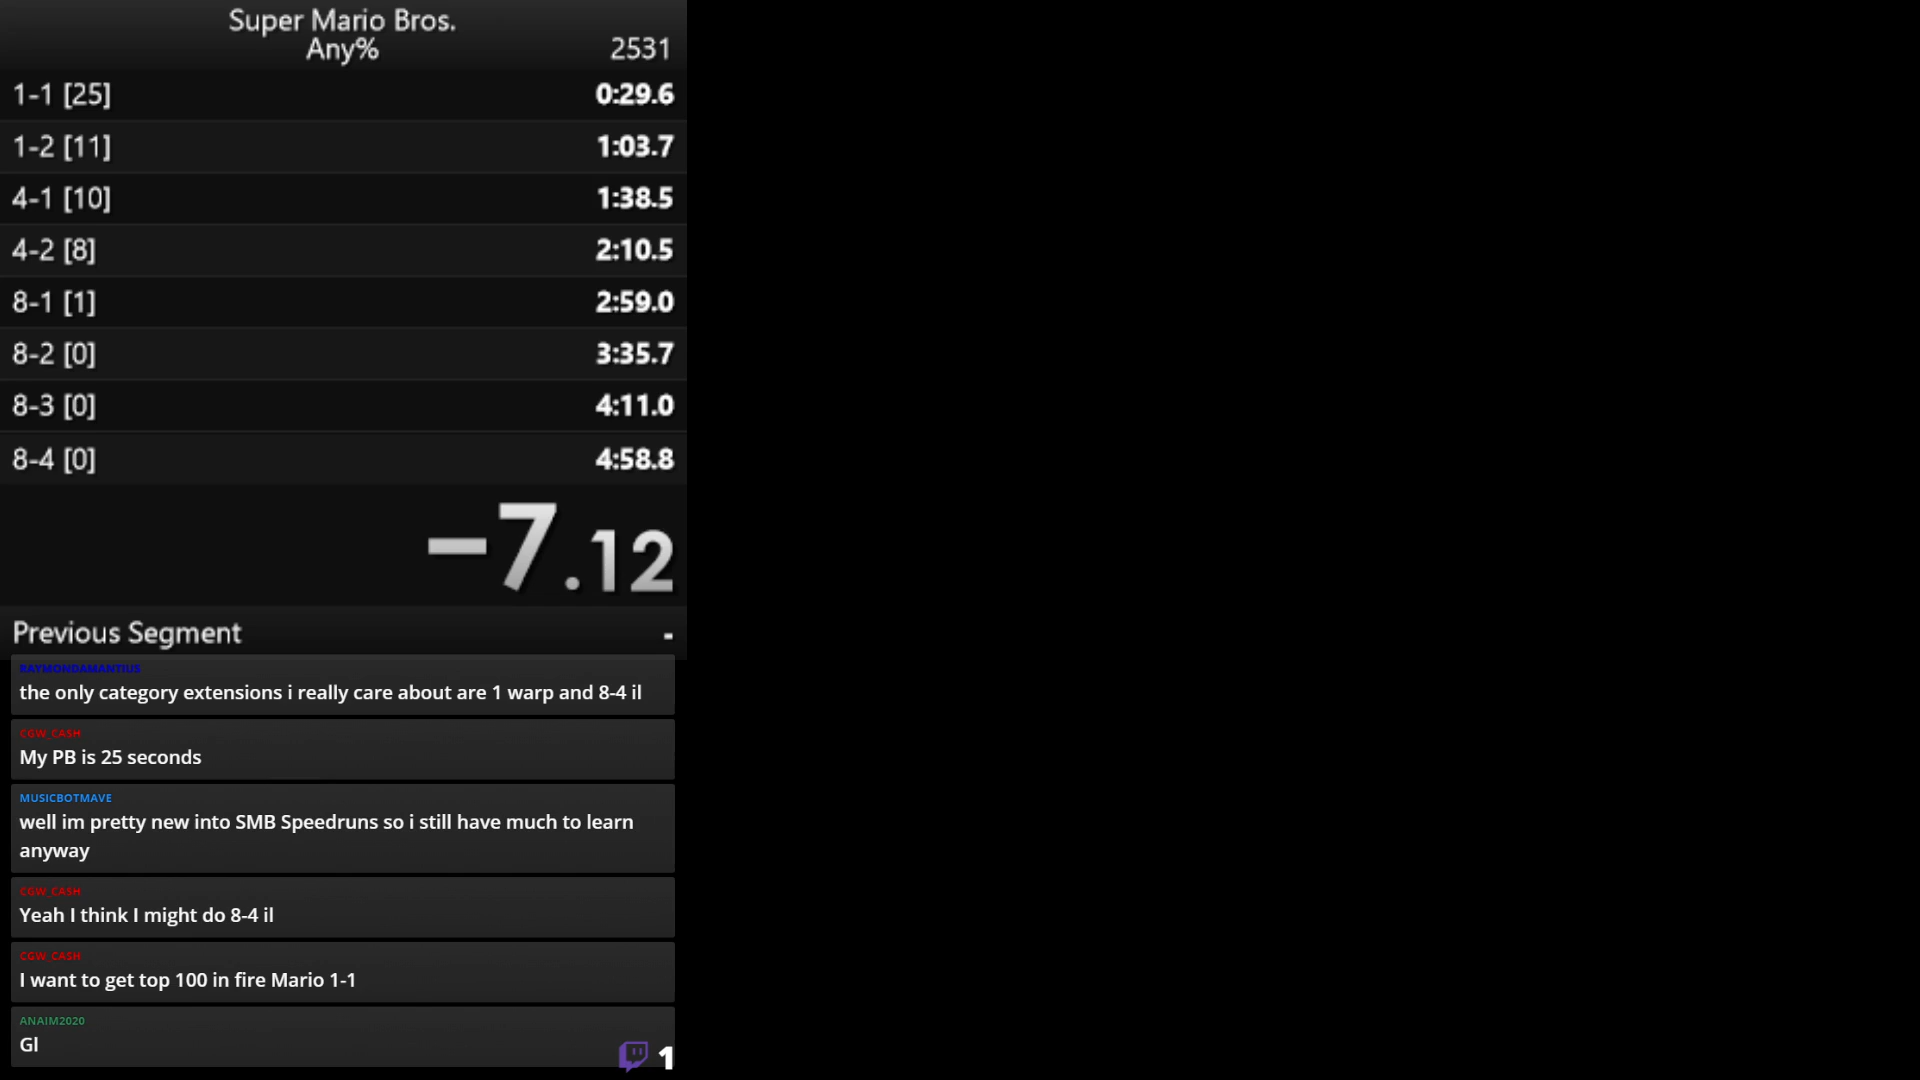 Super Mario Bros.
Any%
2531
1-1 [25] 0:29.6
1-2 [11] 1:03.7
4-1 [10] 1:38.5
4-2 [8] 2:10.5
8-1 [1] 2:59.0
8-2 [0] 3:35.7
8-3 [0] 4:11.0
8-4 [0] 4:58.8
-7.12
Previous Segment -
RAYMONDAMANTIUS
the only category extensions i really care about are 1 warp and 8-4 il
CGW_CASH
My PB is 25 seconds
MUSICBOTMAVE
well im pretty new into SMB Speedruns so i still have much to learn
anyway
CGW_CASH
Yeah I think I might do 8-4 il
CGW_CASH
I want to get top 100 in fire Mario 1-1
ANAIM2020
Gl
1